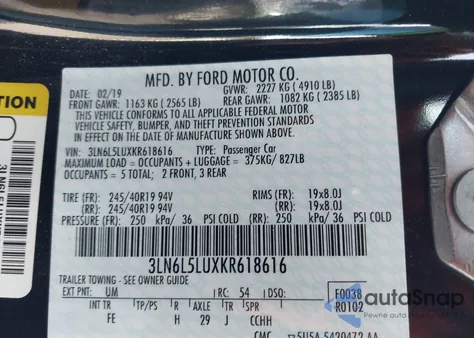 MFD. BY FORD MOTOR CO.
DATE: 02/19
GVWR: 2227 KG ( 4910 LB)
FRONT GAWR: 1163 KG ( 2565 LB)
REAR GAWR: 1082 KG ( 2385 LB)
THIS VEHICLE CONFORMS TO ALL APPLICABLE FEDERAL MOTOR
VEHICLE SAFETY, BUMPER, AND THEFT PREVENTION STANDARDS
IN EFFECT ON THE DATE OF MANUFACTURE SHOWN ABOVE.
VIN: 3LN6L5LUXKR618616 TYPE: Passenger Car
MAXIMUM LOAD = OCCUPANTS + LUGGAGE = 375KG/ 827LB
OCCUPANTS = 5 TOTAL; 2 FRONT, 3 REAR
TIRE (FR): 245/40R19 94V RIMS (FR): 19x8.0J
TIRE (RR): 245/40R19 94V (RR): 19x8.0J
PRESSURE (FR): 250 kPa/ 36 PSI COLD (RR): 250 kPa/ 36 PSI COLD
3LN6L5LUXKR618616
TRAILER TOWING - SEE OWNER GUIDE
EXT PNT: UM RC: 54 DSO: F0038
R0102
INT TR TP/PS R AXLE TR SPR
FE H 29 J CCHH
TION
autoSnap